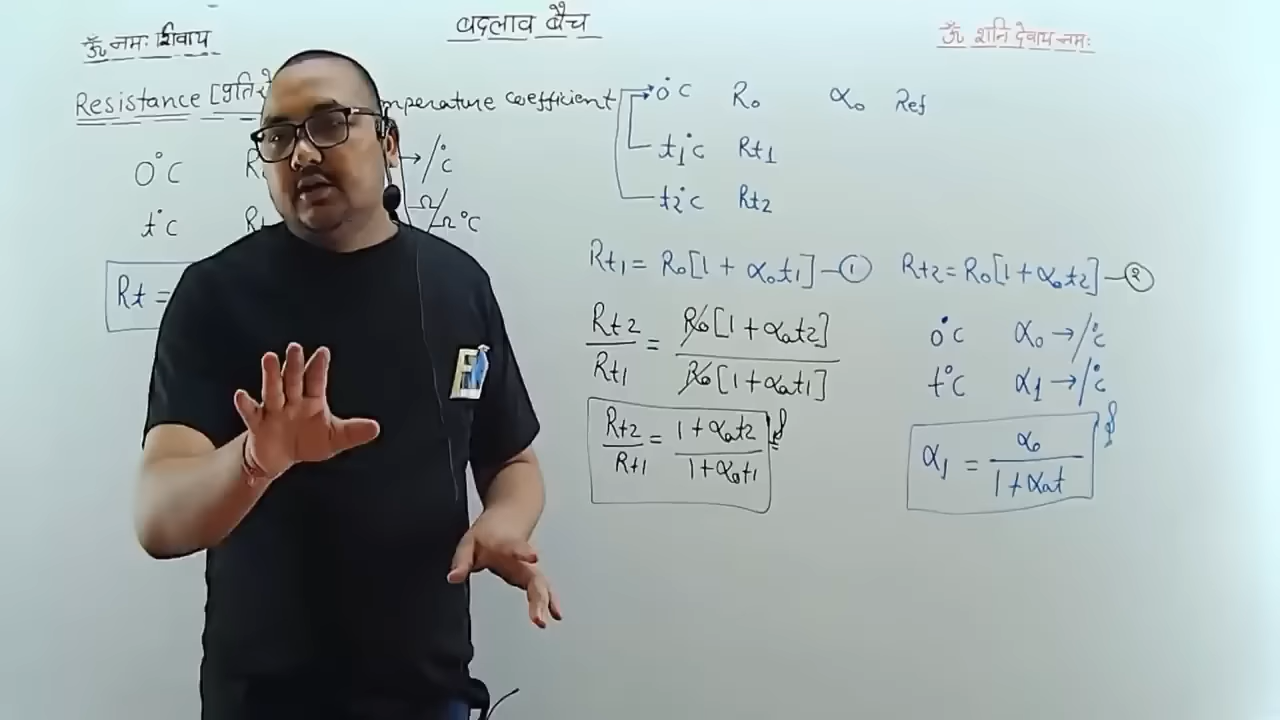 ॐ नमः शिवाय
बदलाव बैच
ॐ शनि देवाय नमः
Resistance [प्रति
mperature coefficient
0°C R₀ α₀ Ref
t₁°C Rt₁
t₂°C Rt₂
0°C R → /°C
t°C R Ω/Ω°C
Rt =
Rt₁ = R₀[1 + α₀t₁] — ①
Rt₂ = R₀[1 + α₀t₂] — ②
Rt₂/Rt₁ = R₀[1 + α₀t₂]/R₀[1 + α₀t₁]
Rt₂/Rt₁ = 1 + α₀t₂/1 + α₀t₁
0°C α₀ → /°C
t°C α₁ → /°C
α₁ = α₀/1 + α₀t